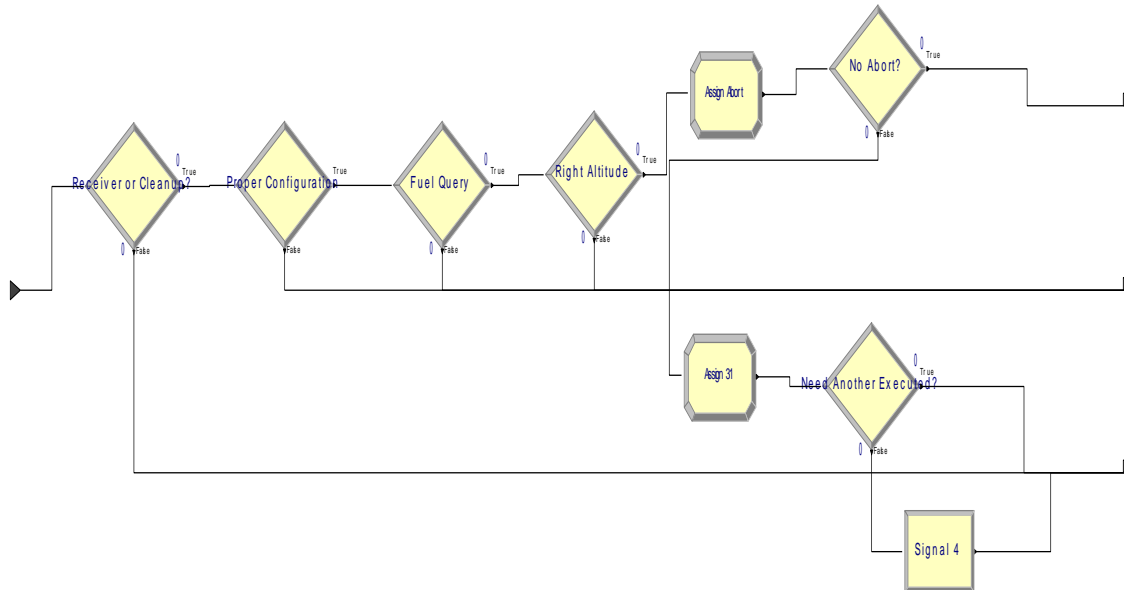 0
True
No Abort?
Assign Abort
0
False
0
True
Receiver or Cleanup?
0
False
True
Proper Configuration
False
0
True
Fuel Query
0
False
0
True
Right Altitude
0
False
Assign 31
0
True
Need Another Executed?
0
False
Signal 4